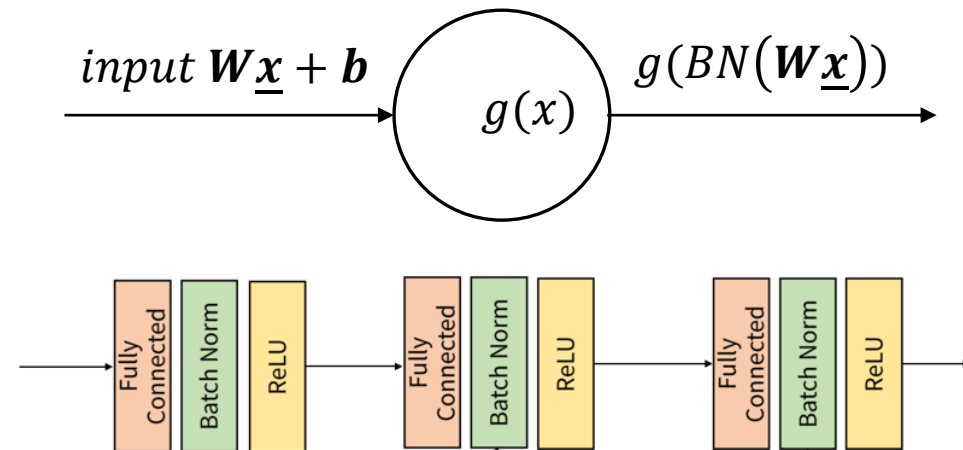 input Wx + b
g(x)
g(BN(Wx))
Fully Connected
Batch Norm
ReLU
Fully Connected
Batch Norm
ReLU
Fully Connected
Batch Norm
ReLU